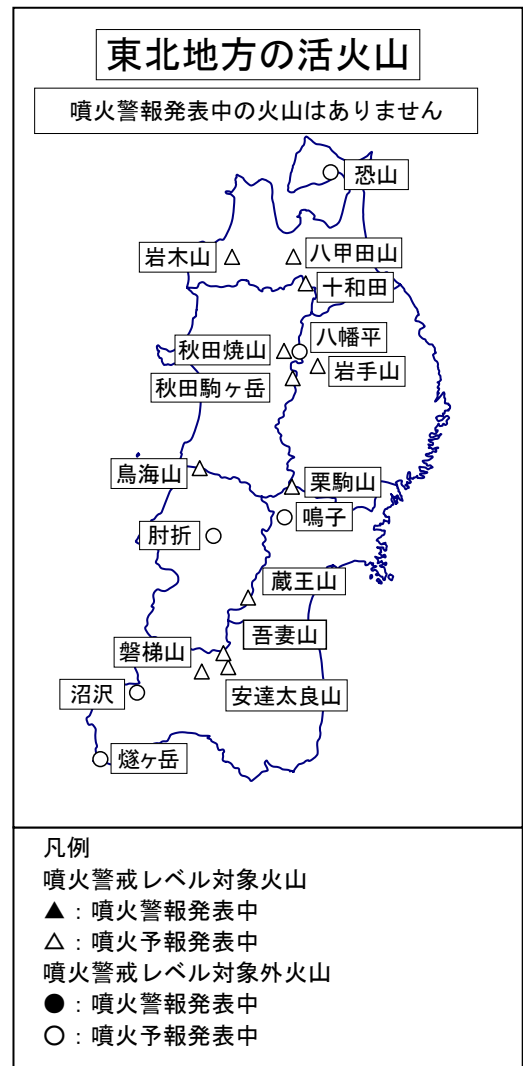 東北地方の活火山
噴火警報発表中の火山はありません
恐山
岩木山
八甲田山
十和田
八幡平
秋田焼山
岩手山
秋田駒ヶ岳
鳥海山
栗駒山
鳴子
肘折
蔵王山
吾妻山
磐梯山
安達太良山
沼沢
燧ヶ岳
凡例
噴火警戒レベル対象火山
▲：噴火警報発表中
△：噴火予報発表中
噴火警戒レベル対象外火山
●：噴火警報発表中
○：噴火予報発表中